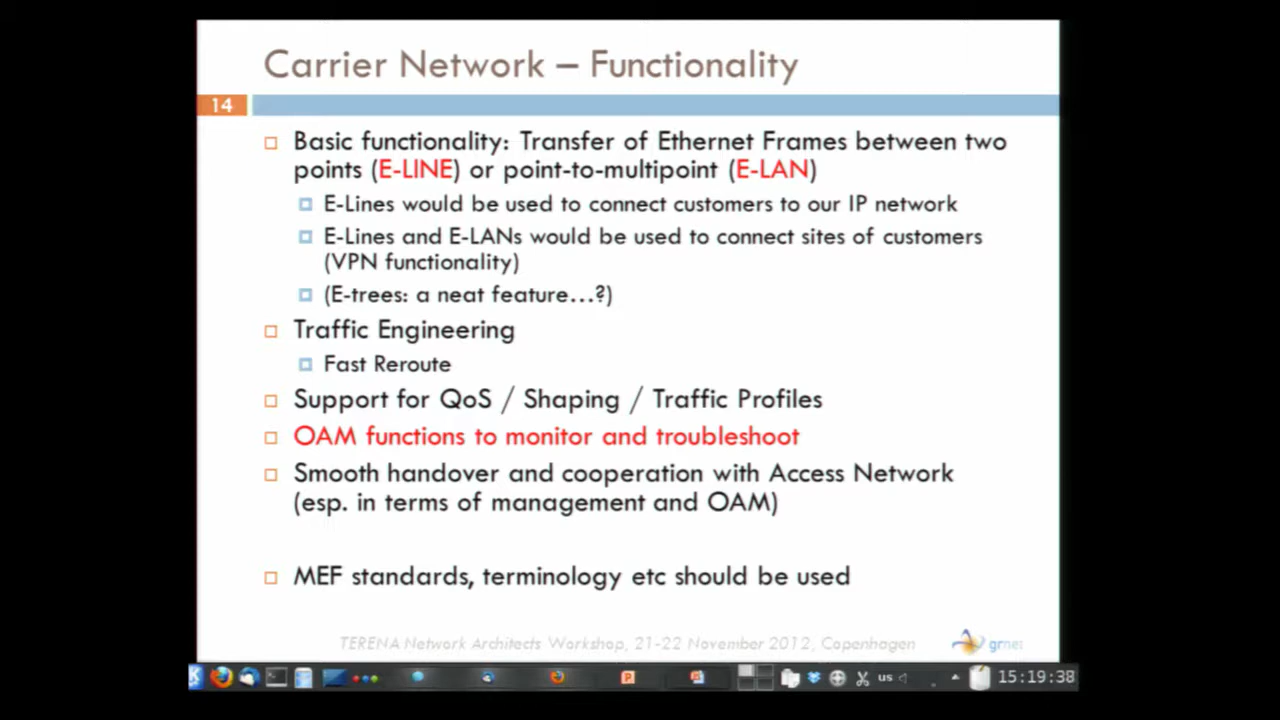 Carrier Network – Functionality
14
Basic functionality: Transfer of Ethernet Frames between two
points (E-LINE) or point-to-multipoint (E-LAN)
E-Lines would be used to connect customers to our IP network
E-Lines and E-LANs would be used to connect sites of customers
(VPN functionality)
(E-trees: a neat feature...?)
Traffic Engineering
Fast Reroute
Support for QoS / Shaping / Traffic Profiles
OAM functions to monitor and troubleshoot
Smooth handover and cooperation with Access Network
(esp. in terms of management and OAM)
MEF standards, terminology etc should be used
TERENA Network Architects Workshop, 21-22 November 2012, Copenhagen
grnet
us
15:19:38